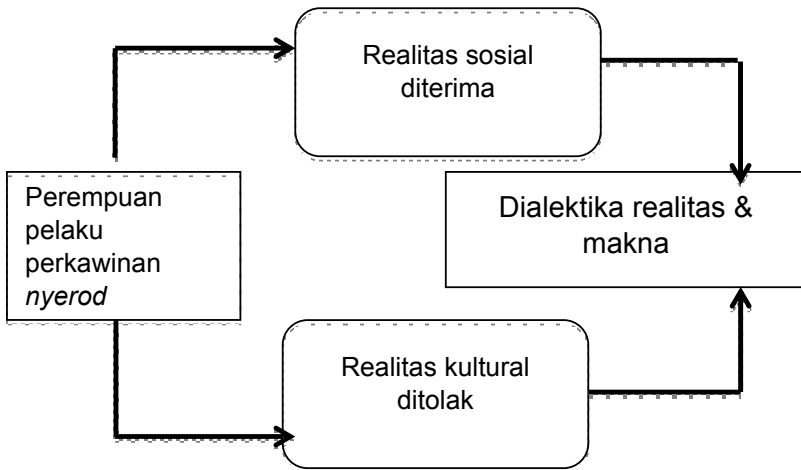 Realitas sosial
diterima
Perempuan
pelaku
perkawinan
nyerod
Dialektika realitas &
makna
Realitas kultural
ditolak